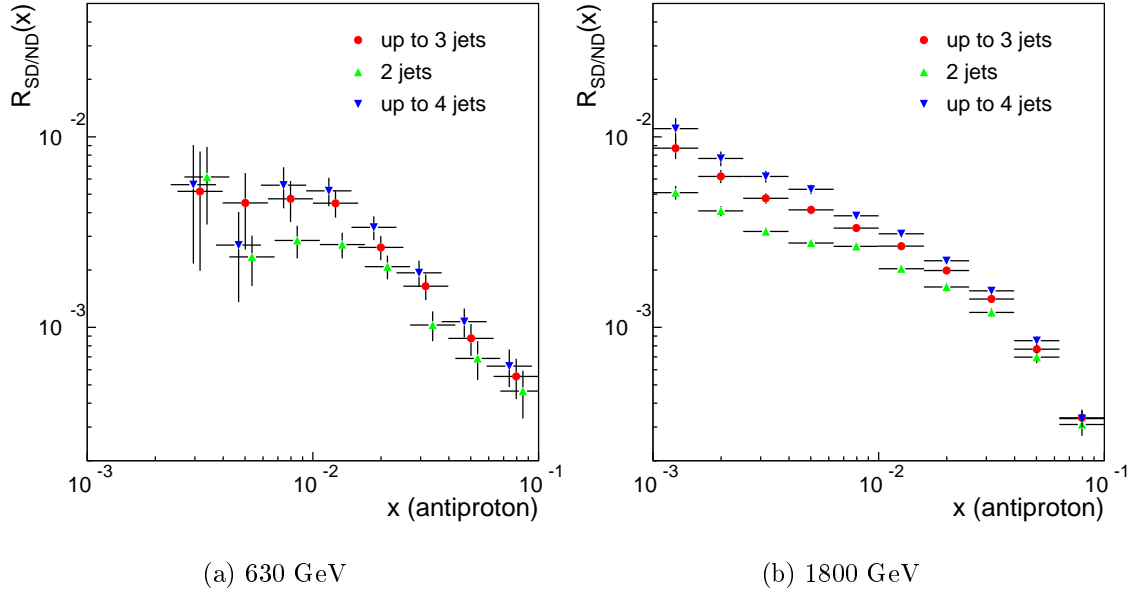 R_SD/ND(x)
up to 3 jets
2 jets
up to 4 jets
10^-2
10^-3
10^-3
10^-2
10^-1
x (antiproton)
(a) 630 GeV
R_SD/ND(x)
up to 3 jets
2 jets
up to 4 jets
10^-2
10^-3
10^-3
10^-2
10^-1
x (antiproton)
(b) 1800 GeV